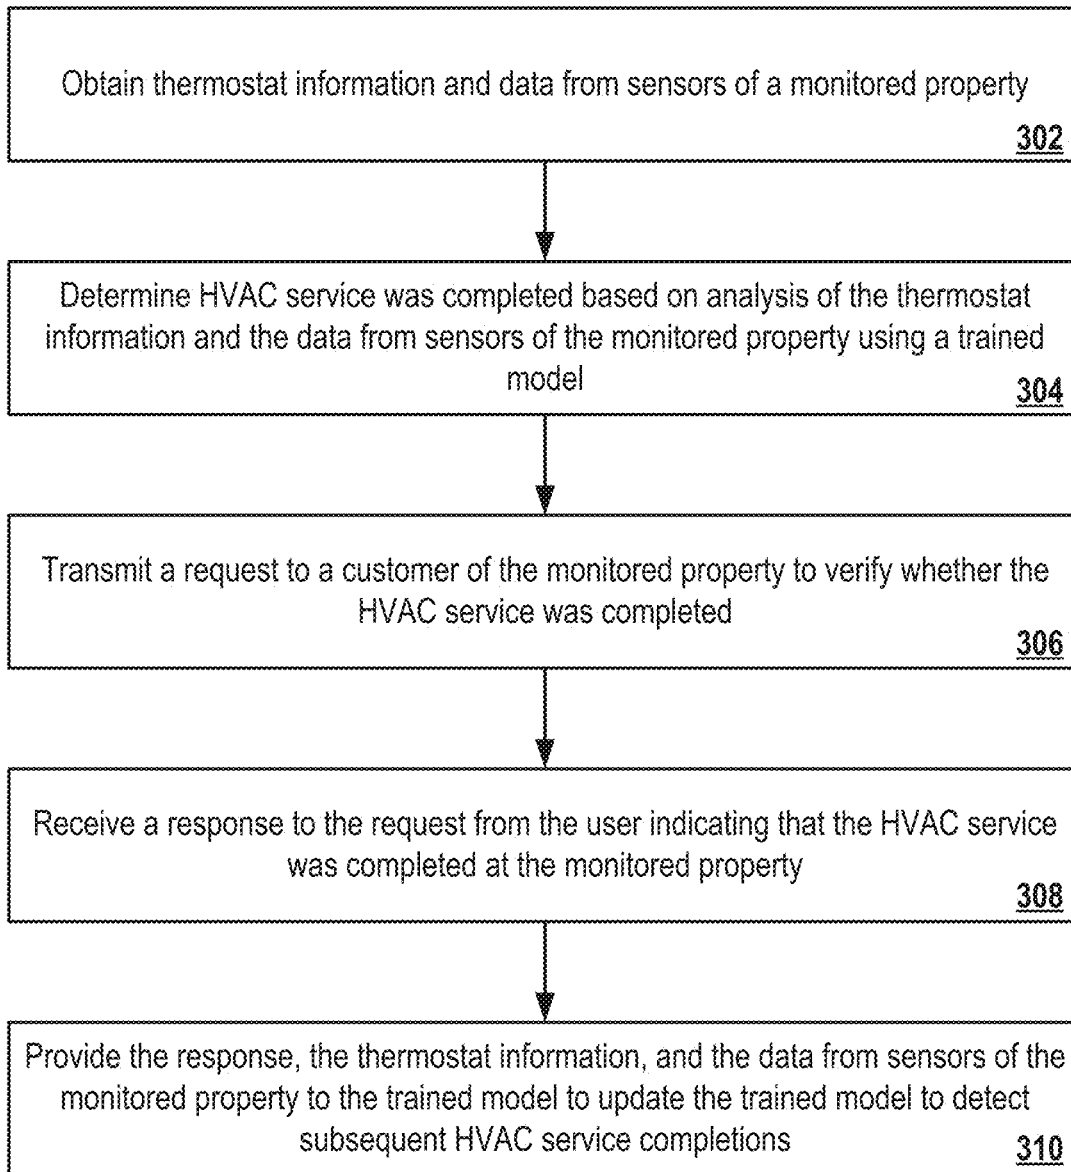 Obtain thermostat information and data from sensors of a monitored property
302
Determine HVAC service was completed based on analysis of the thermostat
information and the data from sensors of the monitored property using a trained
model
304
Transmit a request to a customer of the monitored property to verify whether the
HVAC service was completed
306
Receive a response to the request from the user indicating that the HVAC service
was completed at the monitored property
308
Provide the response, the thermostat information, and the data from sensors of the
monitored property to the trained model to update the trained model to detect
subsequent HVAC service completions
310